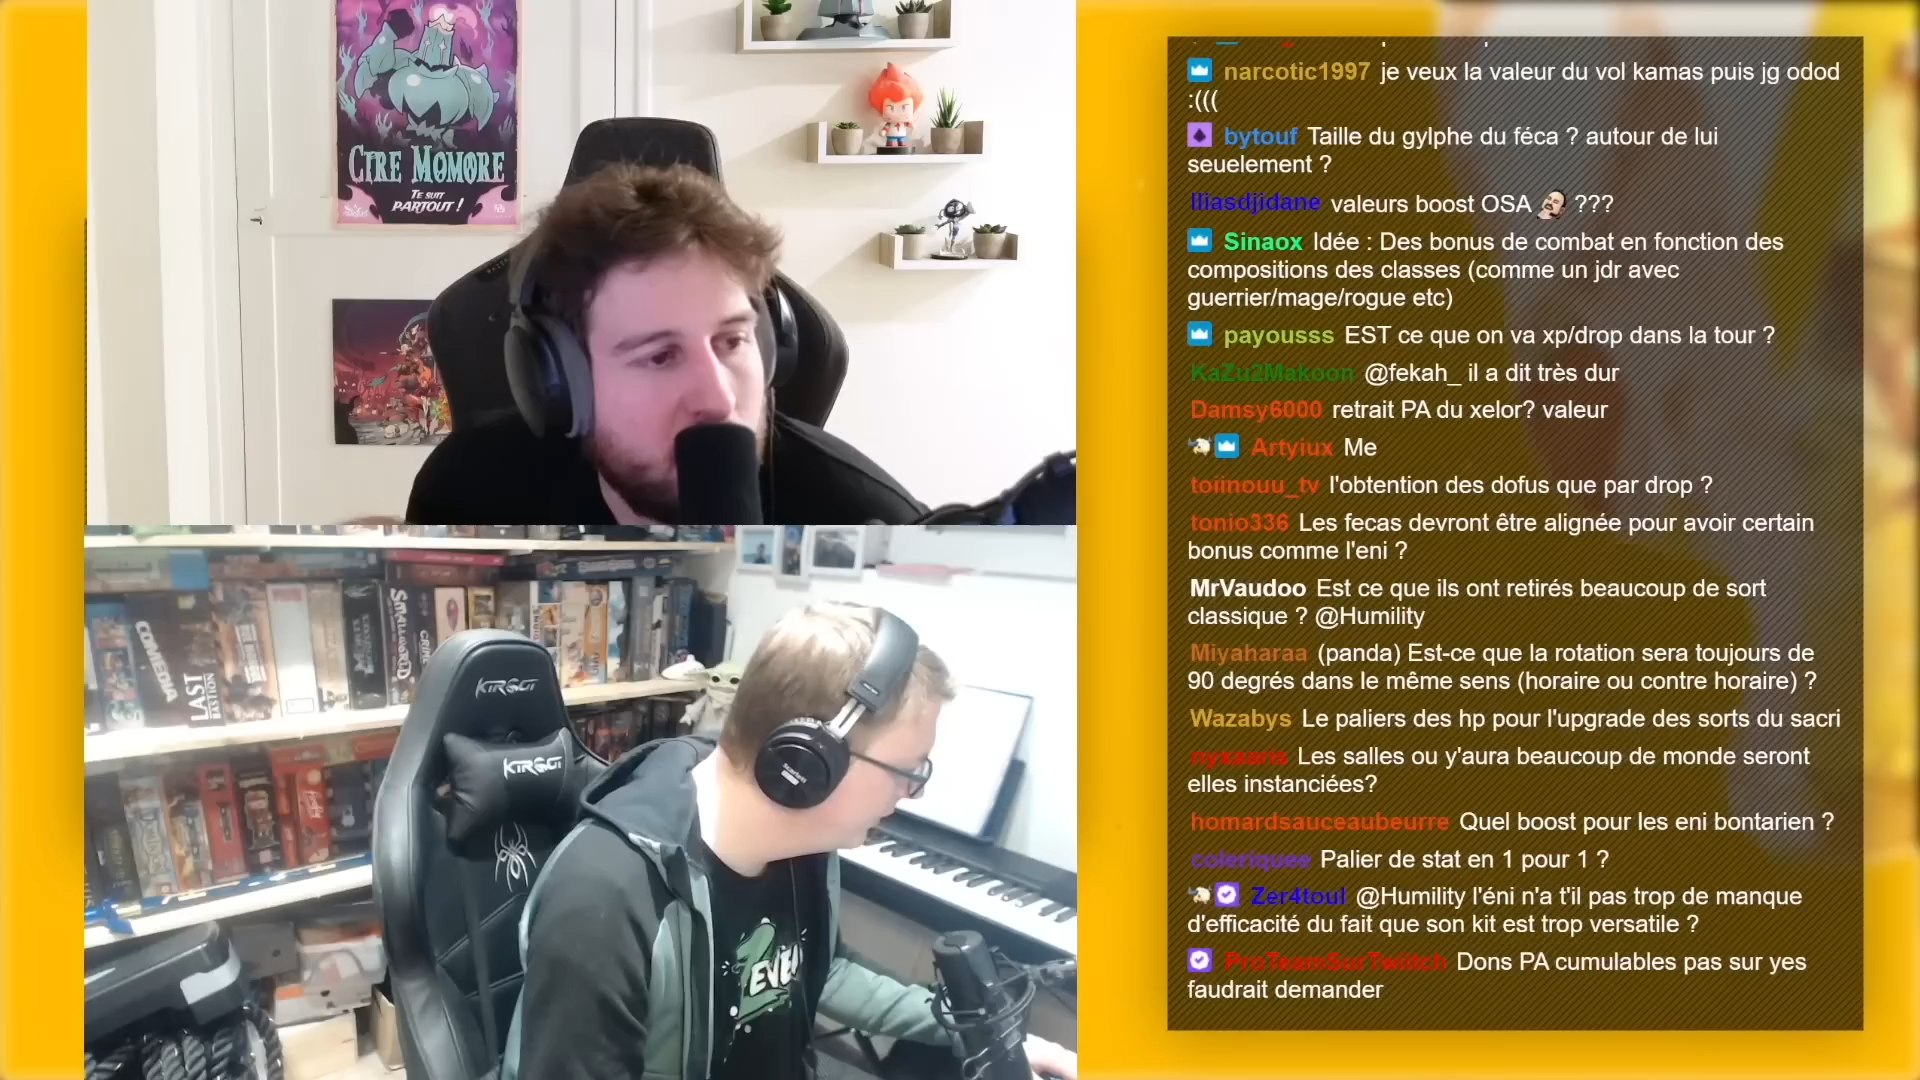 CIRE MOMORE
TE SUIT
PARTOUT !
COMEDIA
LAST
BASTION
SMALLWORLD
KIRGOT
KIRGOT
narcotic1997 je veux la valeur du vol kamas puis jg odod
:(((
bytouf Taille du gylphe du féca ? autour de lui
seuelement ?
Iliasdjidane valeurs boost OSA ???
Sinaox Idée : Des bonus de combat en fonction des
compositions des classes (comme un jdr avec
guerrier/mage/rogue etc)
payousss EST ce que on va xp/drop dans la tour ?
KaZu2Makoon @fekah_ il a dit très dur
Damsy6000 retrait PA du xelor? valeur
Artyiux Me
toiinouu_tv l'obtention des dofus que par drop ?
tonio336 Les fecas devront être alignée pour avoir certain
bonus comme l'eni ?
MrVaudoo Est ce que ils ont retirés beaucoup de sort
classique ? @Humility
Miyaharaa (panda) Est-ce que la rotation sera toujours de
90 degrés dans le même sens (horaire ou contre horaire) ?
Wazabys Le paliers des hp pour l'upgrade des sorts du sacri
nyxaaris Les salles ou y'aura beaucoup de monde seront
elles instanciées?
homardsauceaubeurre Quel boost pour les eni bontarien ?
coleriquee Palier de stat en 1 pour 1 ?
Zer4toul @Humility l'éni n'a t'il pas trop de manque
d'efficacité du fait que son kit est trop versatile ?
ProTeamSurTwiitch Dons PA cumulables pas sur yes
faudrait demander